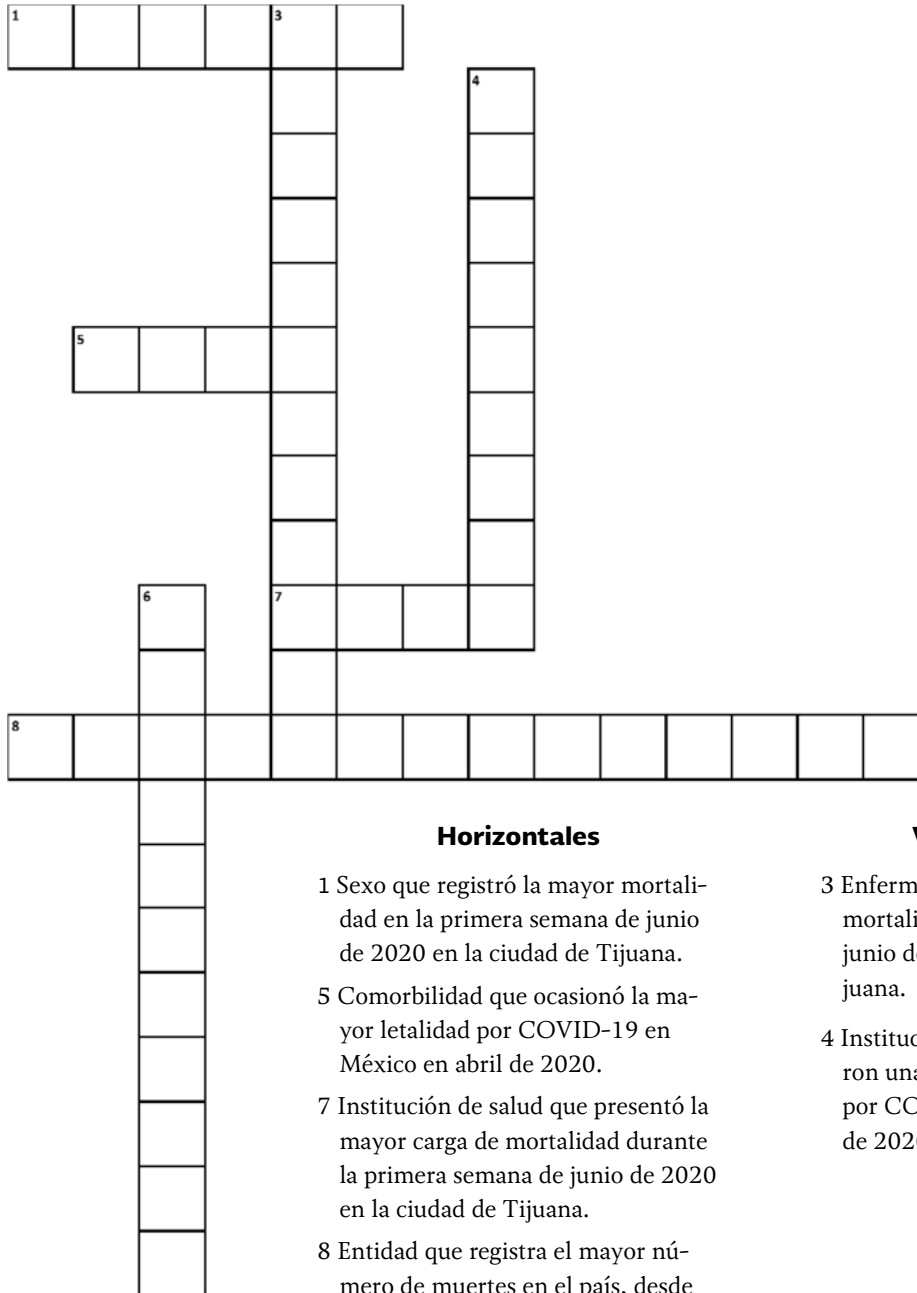 1
3
4
5
6
7
8
Horizontales
1 Sexo que registró la mayor mortali-
dad en la primera semana de junio
de 2020 en la ciudad de Tijuana.
5 Comorbilidad que ocasionó la ma-
yor letalidad por COVID-19 en
México en abril de 2020.
7 Institución de salud que presentó la
mayor carga de mortalidad durante
la primera semana de junio de 2020
en la ciudad de Tijuana.
8 Entidad que registra el mayor nú-
mero de muertes en el país, desde
3 Enferm
mortali
junio d
juana.
4 Instituc
ron una
por CO
de 202